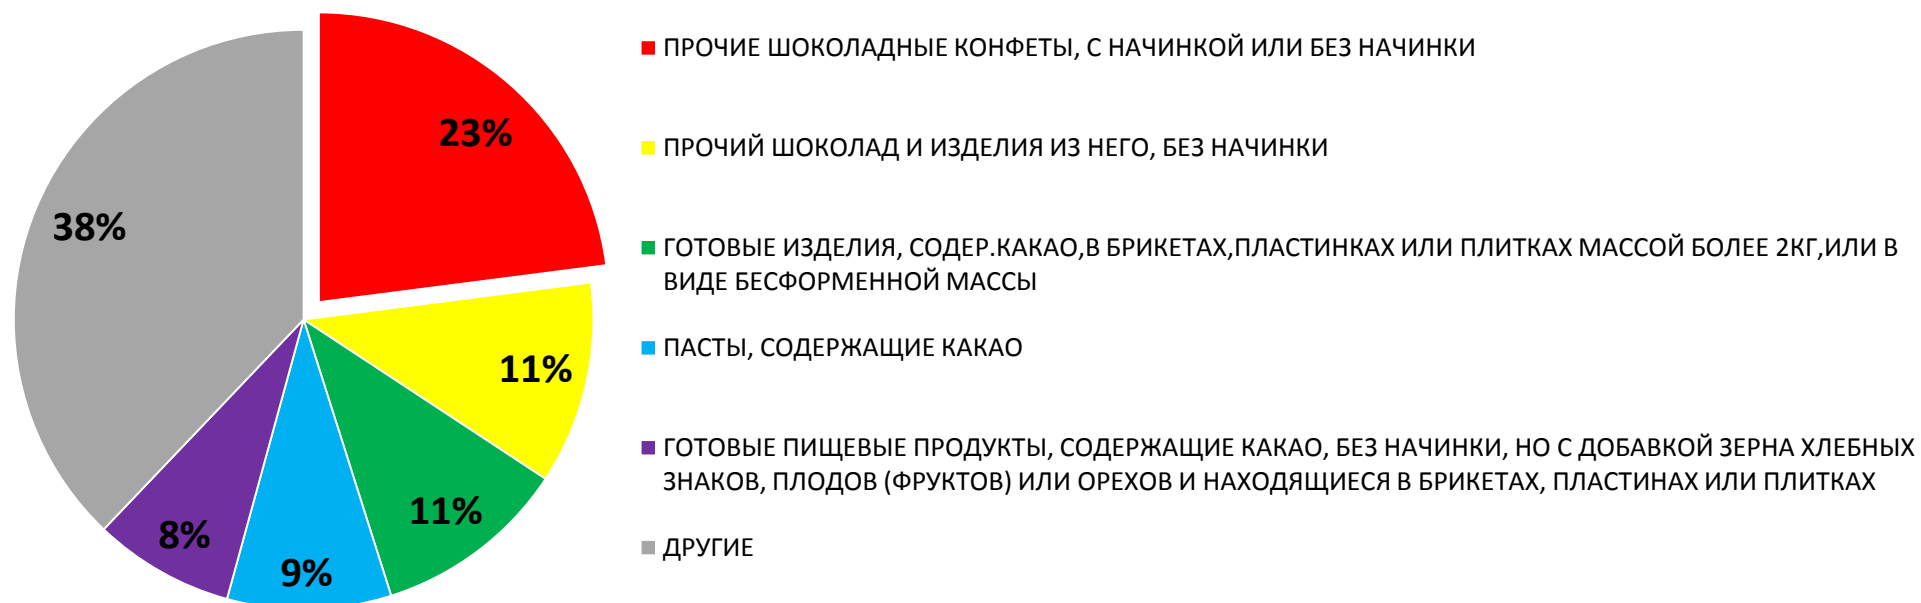 23%
11%
11%
9%
8%
38%
ПРОЧИЕ ШОКОЛАДНЫЕ КОНФЕТЫ, С НАЧИНКОЙ ИЛИ БЕЗ НАЧИНКИ
ПРОЧИЙ ШОКОЛАД И ИЗДЕЛИЯ ИЗ НЕГО, БЕЗ НАЧИНКИ
ГОТОВЫЕ ИЗДЕЛИЯ, СОДЕР.КАКАО,В БРИКЕТАХ,ПЛАСТИНКАХ ИЛИ ПЛИТКАХ МАССОЙ БОЛЕЕ 2КГ,ИЛИ В
ВИДЕ БЕСФОРМЕННОЙ МАССЫ
ПАСТЫ, СОДЕРЖАЩИЕ КАКАО
ГОТОВЫЕ ПИЩЕВЫЕ ПРОДУКТЫ, СОДЕРЖАЩИЕ КАКАО, БЕЗ НАЧИНКИ, НО С ДОБАВКОЙ ЗЕРНА ХЛЕБНЫХ
ЗНАКОВ, ПЛОДОВ (ФРУКТОВ) ИЛИ ОРЕХОВ И НАХОДЯЩИЕСЯ В БРИКЕТАХ, ПЛАСТИНАХ ИЛИ ПЛИТКАХ
ДРУГИЕ